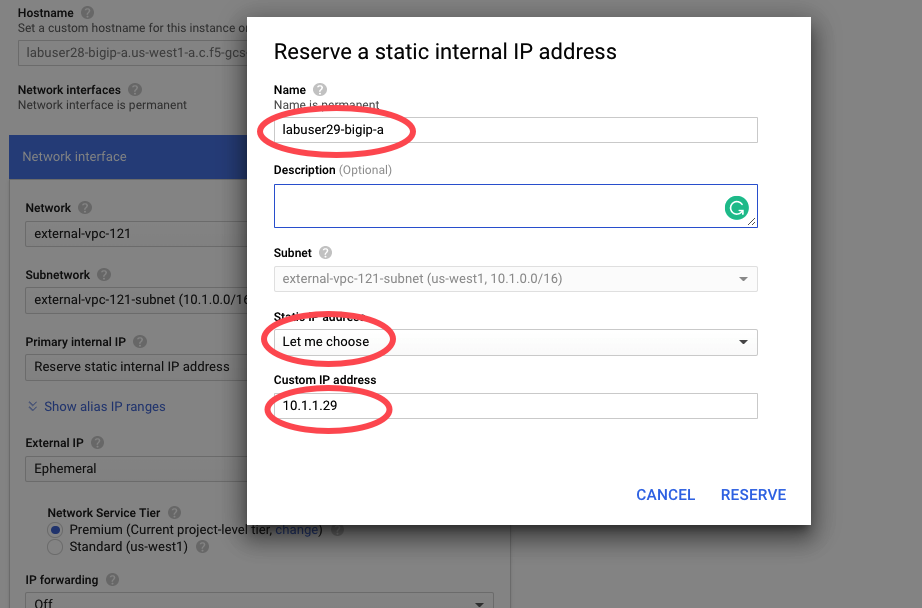 Hostname
Set a custom hostname for this instance o
labuser28-bigip-a.us-west1-a.c.f5-gcs
Network interfaces
Network interface is permanent
Network interface
Network
external-vpc-121
Subnetwork
external-vpc-121-subnet (10.1.0.0/16
Primary internal IP
Reserve static internal IP address
Show alias IP ranges
External IP
Ephemeral
Network Service Tier
Premium (Current project-level tier, change)
Standard (us-west1)
IP forwarding
Off
Reserve a static internal IP address
Name
Name is permanent
labuser29-bigip-a
Description (Optional)
Subnet
external-vpc-121-subnet (us-west1, 10.1.0.0/16)
Static IP address
Let me choose
Custom IP address
10.1.1.29
CANCEL RESERVE